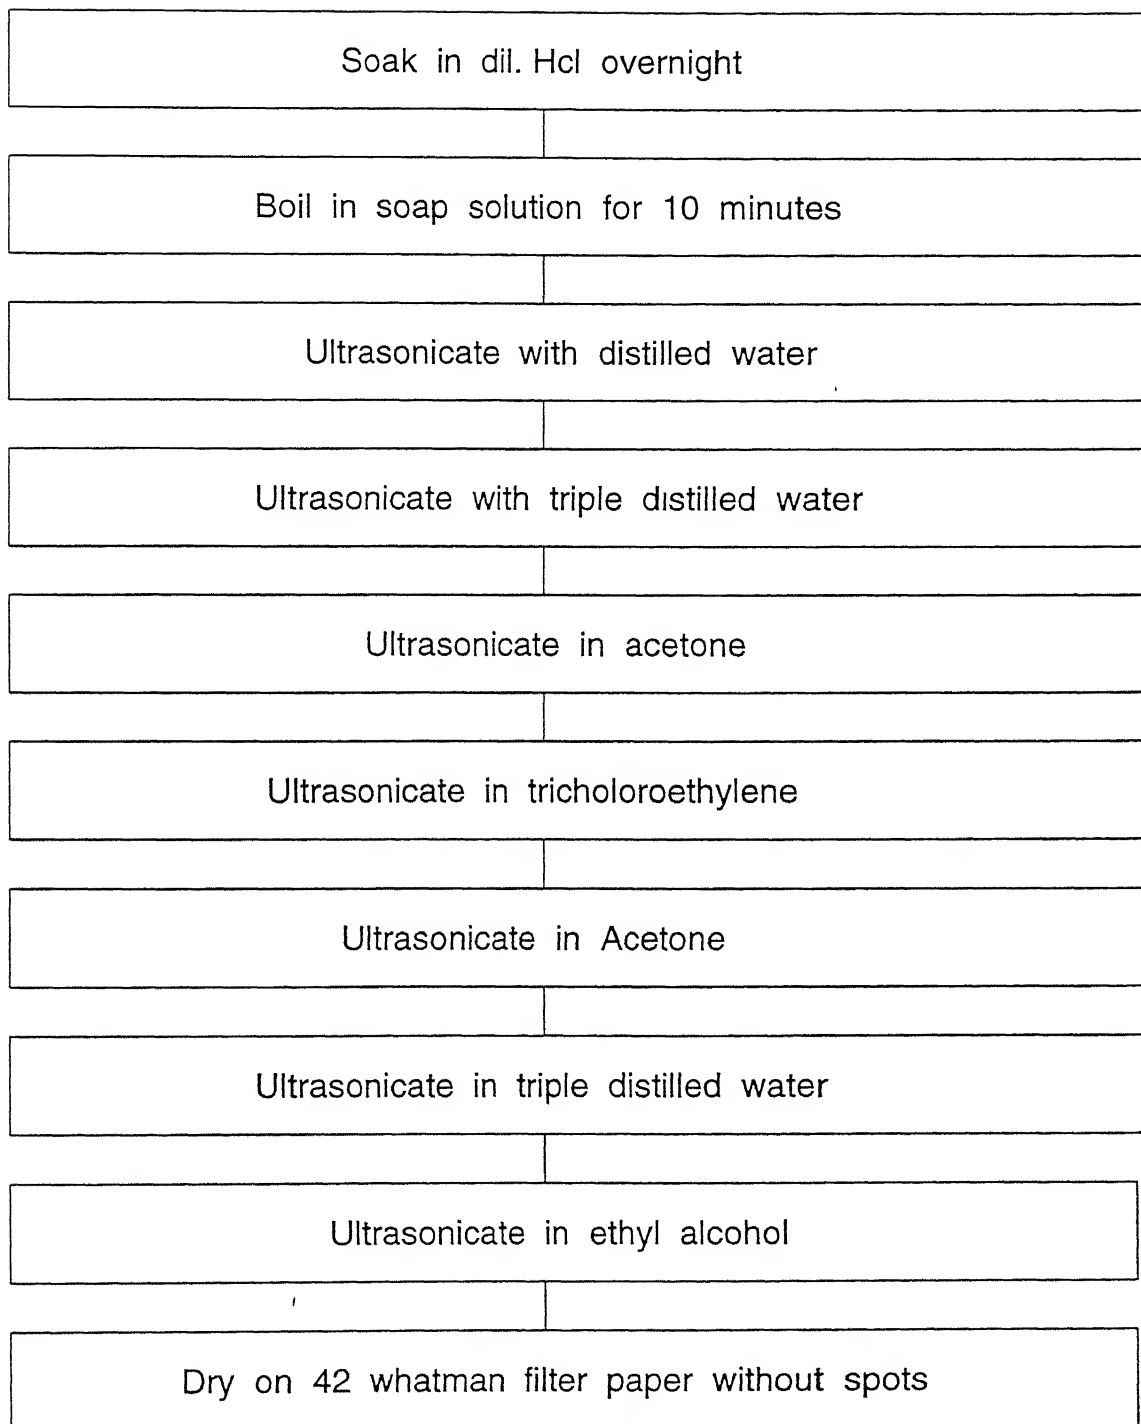 Soak in dil. Hcl overnight
Boil in soap solution for 10 minutes
Ultrasonicate with distilled water
Ultrasonicate with triple distilled water
Ultrasonicate in acetone
Ultrasonicate in tricholoroethylene
Ultrasonicate in Acetone
Ultrasonicate in triple distilled water
Ultrasonicate in ethyl alcohol
Dry on 42 whatman filter paper without spots